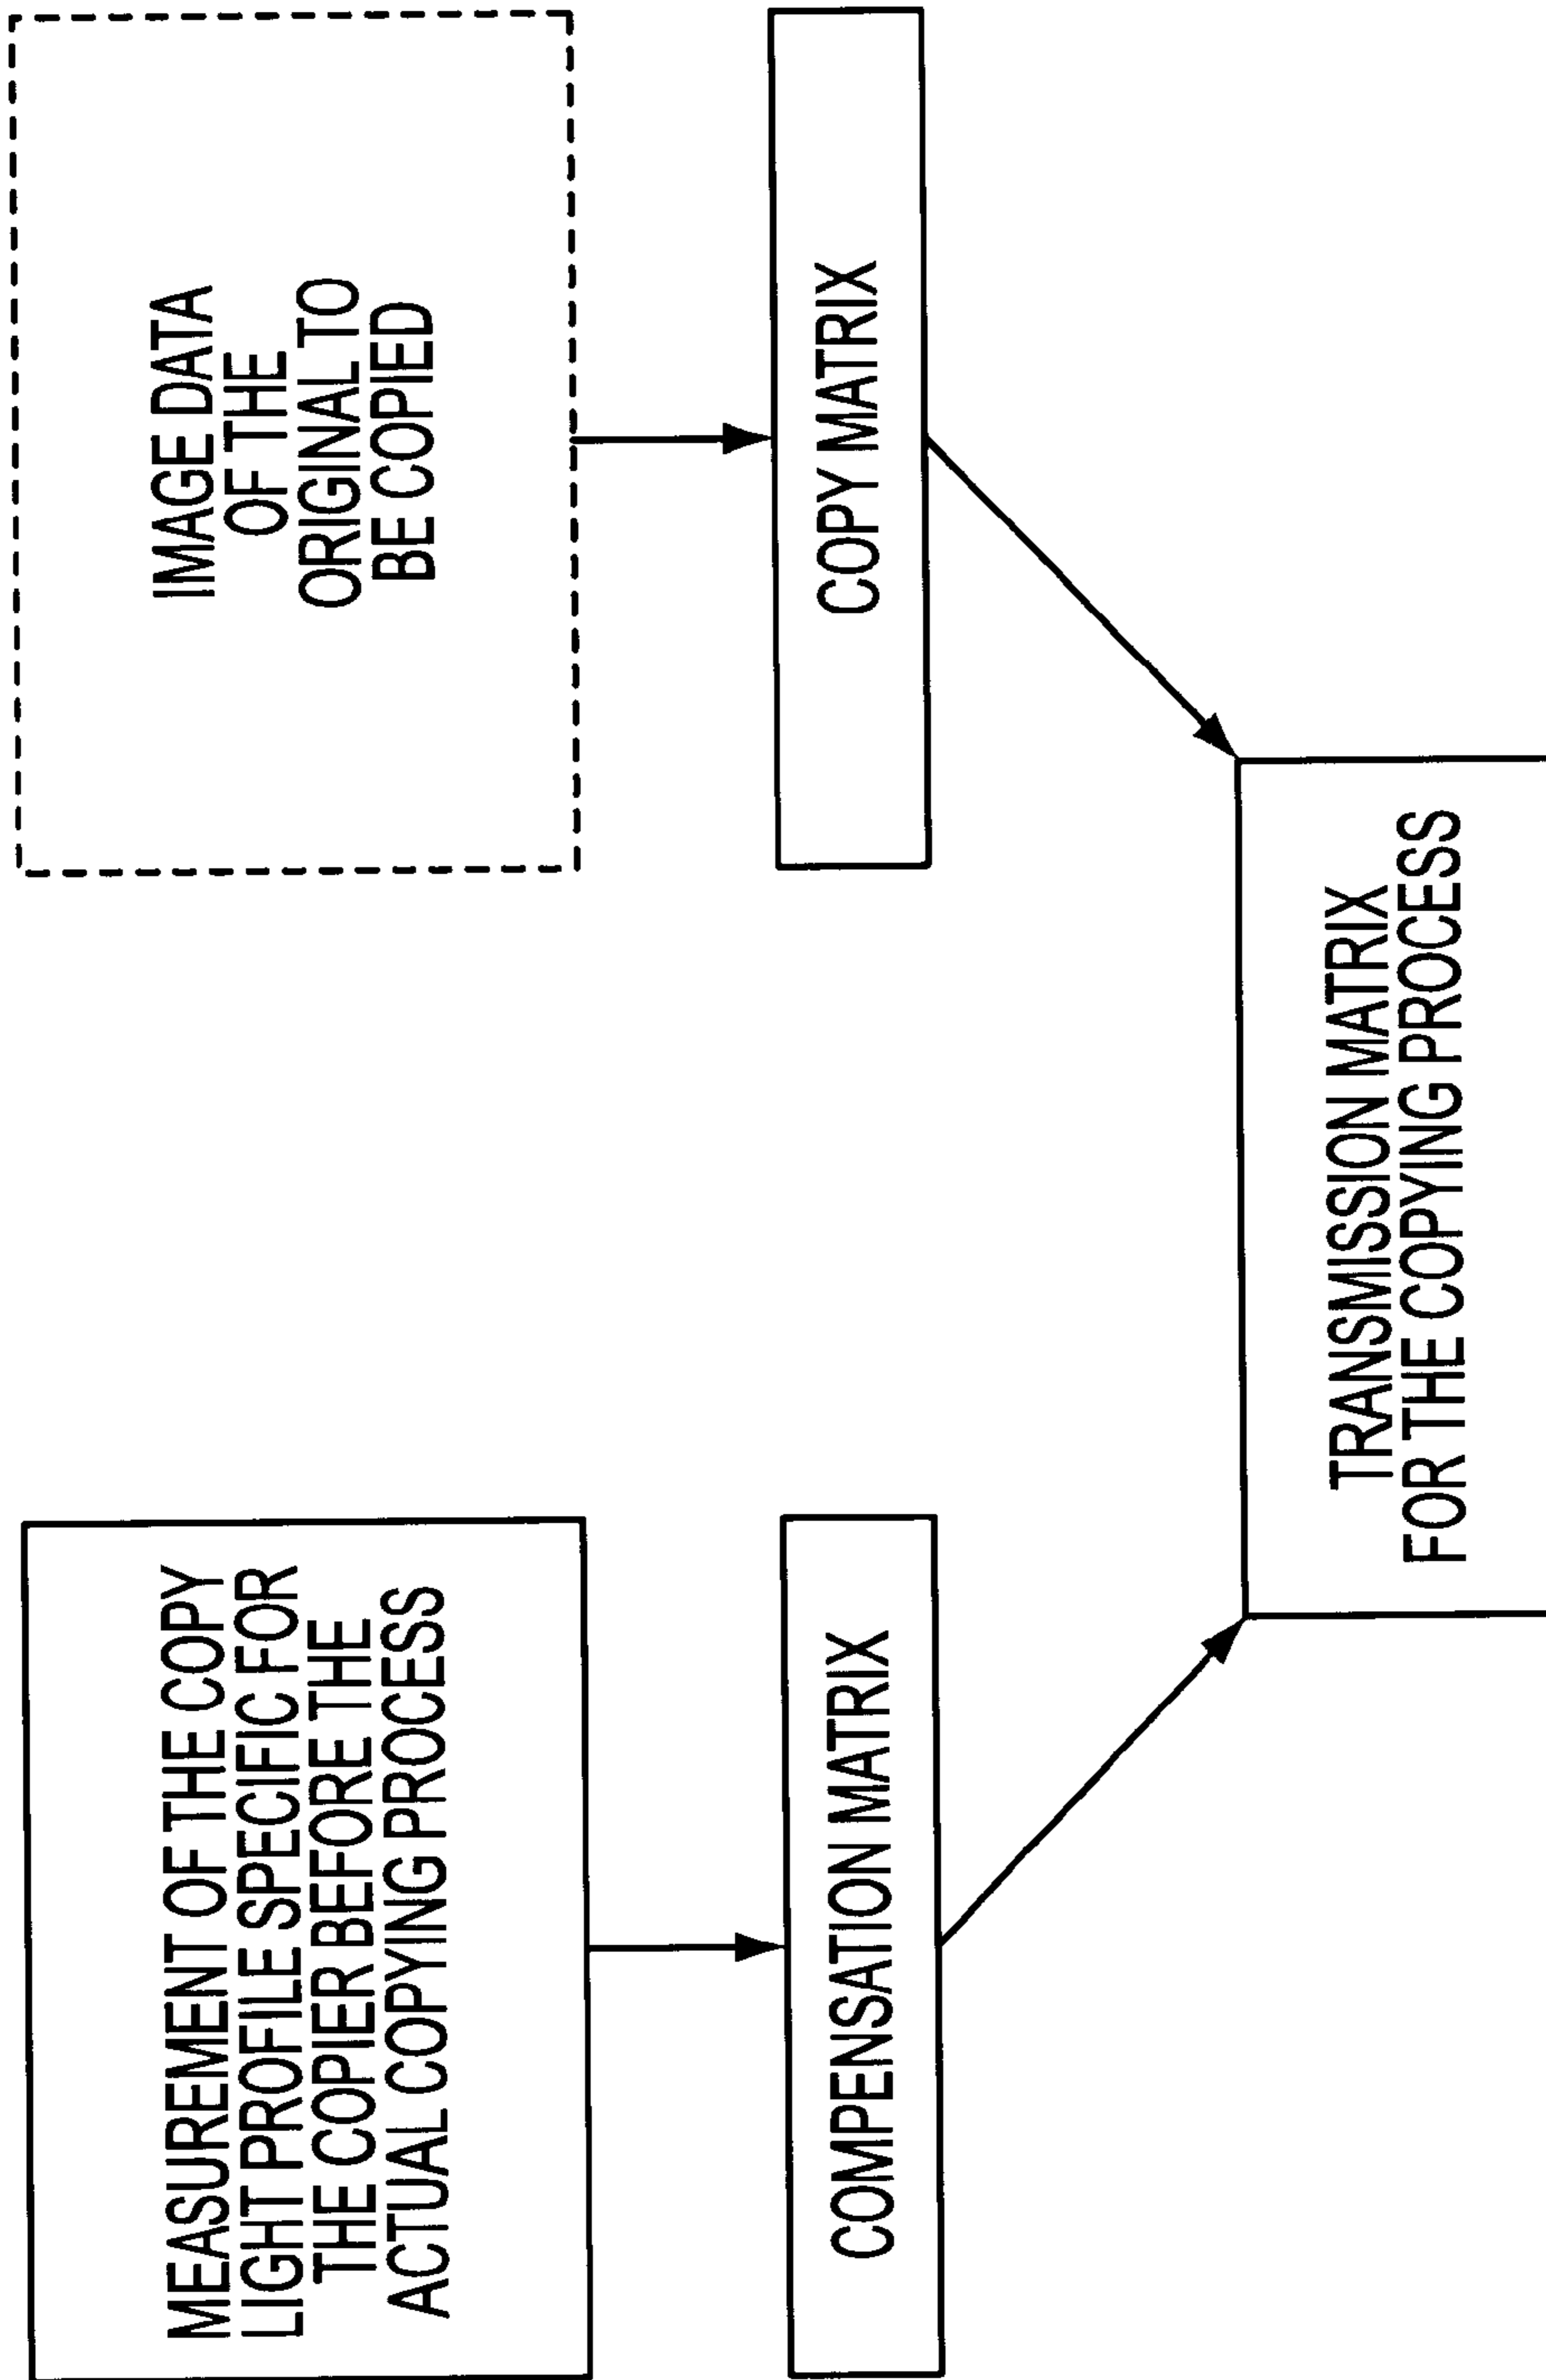 MEASUREMENT OF THE COPY
LIGHT PROFILE SPECIFIC FOR
THE COPIER BEFORE THE
ACTUAL COPYING PROCESS
IMAGE DATA
OF THE
ORIGINAL TO
BE COPIED
COMPENSATION MATRIX
COPY MATRIX
TRANSMISSION MATRIX
FOR THE COPYING PROCESS